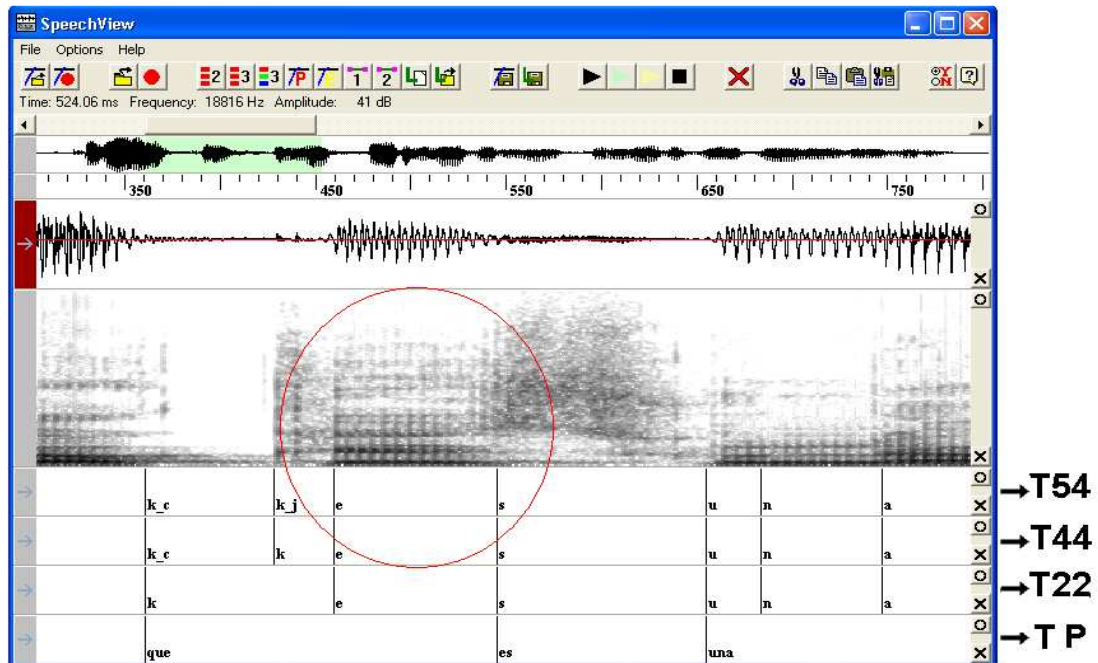 SpeechView
File Options Help
2 3 3 P 1 2
Time: 524.06 ms Frequency: 18816 Hz Amplitude: 41 dB
350 450 550 650 750
k_c k_j e s u n a →T54
k_c k e s u n a →T44
k e s u n a →T22
que es una →T P